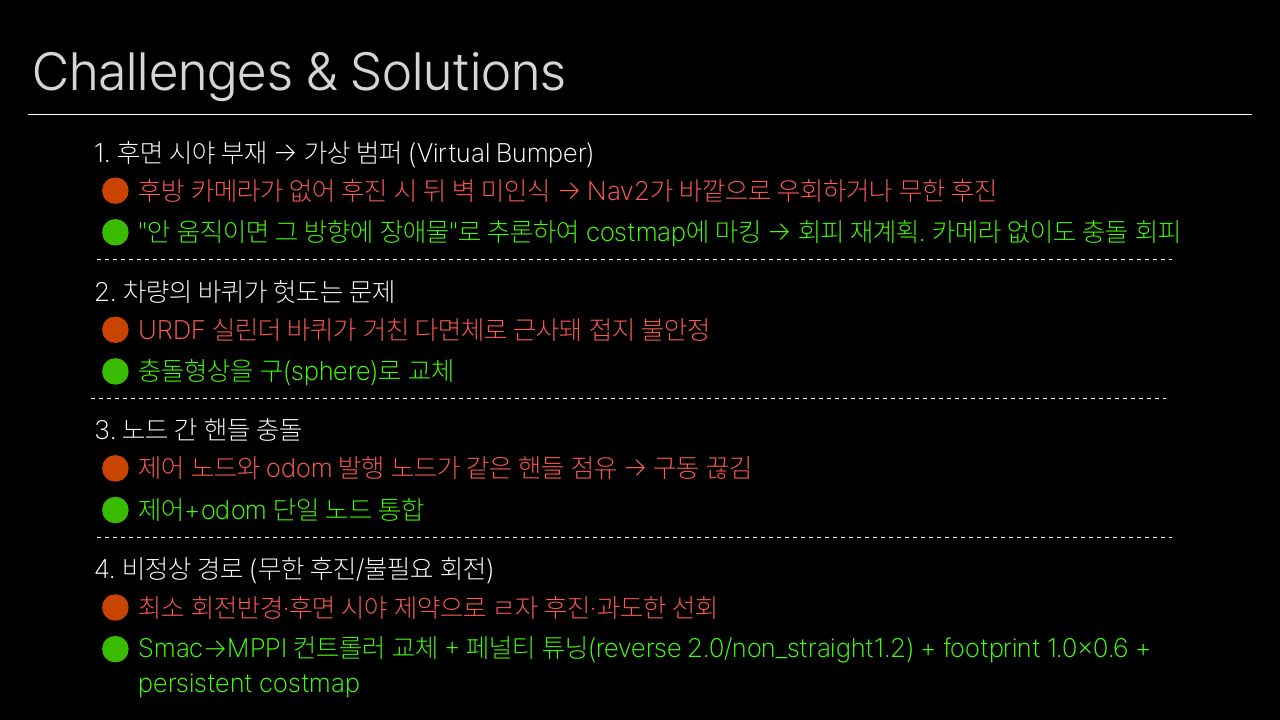 Challenges & Solutions
1. 후면 시야 부재 → 가상 범퍼 (Virtual Bumper)
후방 카메라가 없어 후진 시 뒤 벽 미인식 → Nav2가 바깥으로 우회하거나 무한 후진
"안 움직이면 그 방향에 장애물"로 추론하여 costmap에 마킹 → 회피 재계획. 카메라 없이도 충돌 회피
2. 차량의 바퀴가 헛도는 문제
URDF 실린더 바퀴가 거친 다면체로 근사돼 접지 불안정
충돌형상을 구(sphere)로 교체
3. 노드 간 핸들 충돌
제어 노드와 odom 발행 노드가 같은 핸들 점유 → 구동 끊김
제어+odom 단일 노드 통합
4. 비정상 경로 (무한 후진/불필요 회전)
최소 회전반경·후면 시야 제약으로 ㄹ자 후진·과도한 선회
Smac→MPPI 컨트롤러 교체 + 페널티 튜닝(reverse 2.0/non_straight1.2) + footprint 1.0×0.6 +
persistent costmap